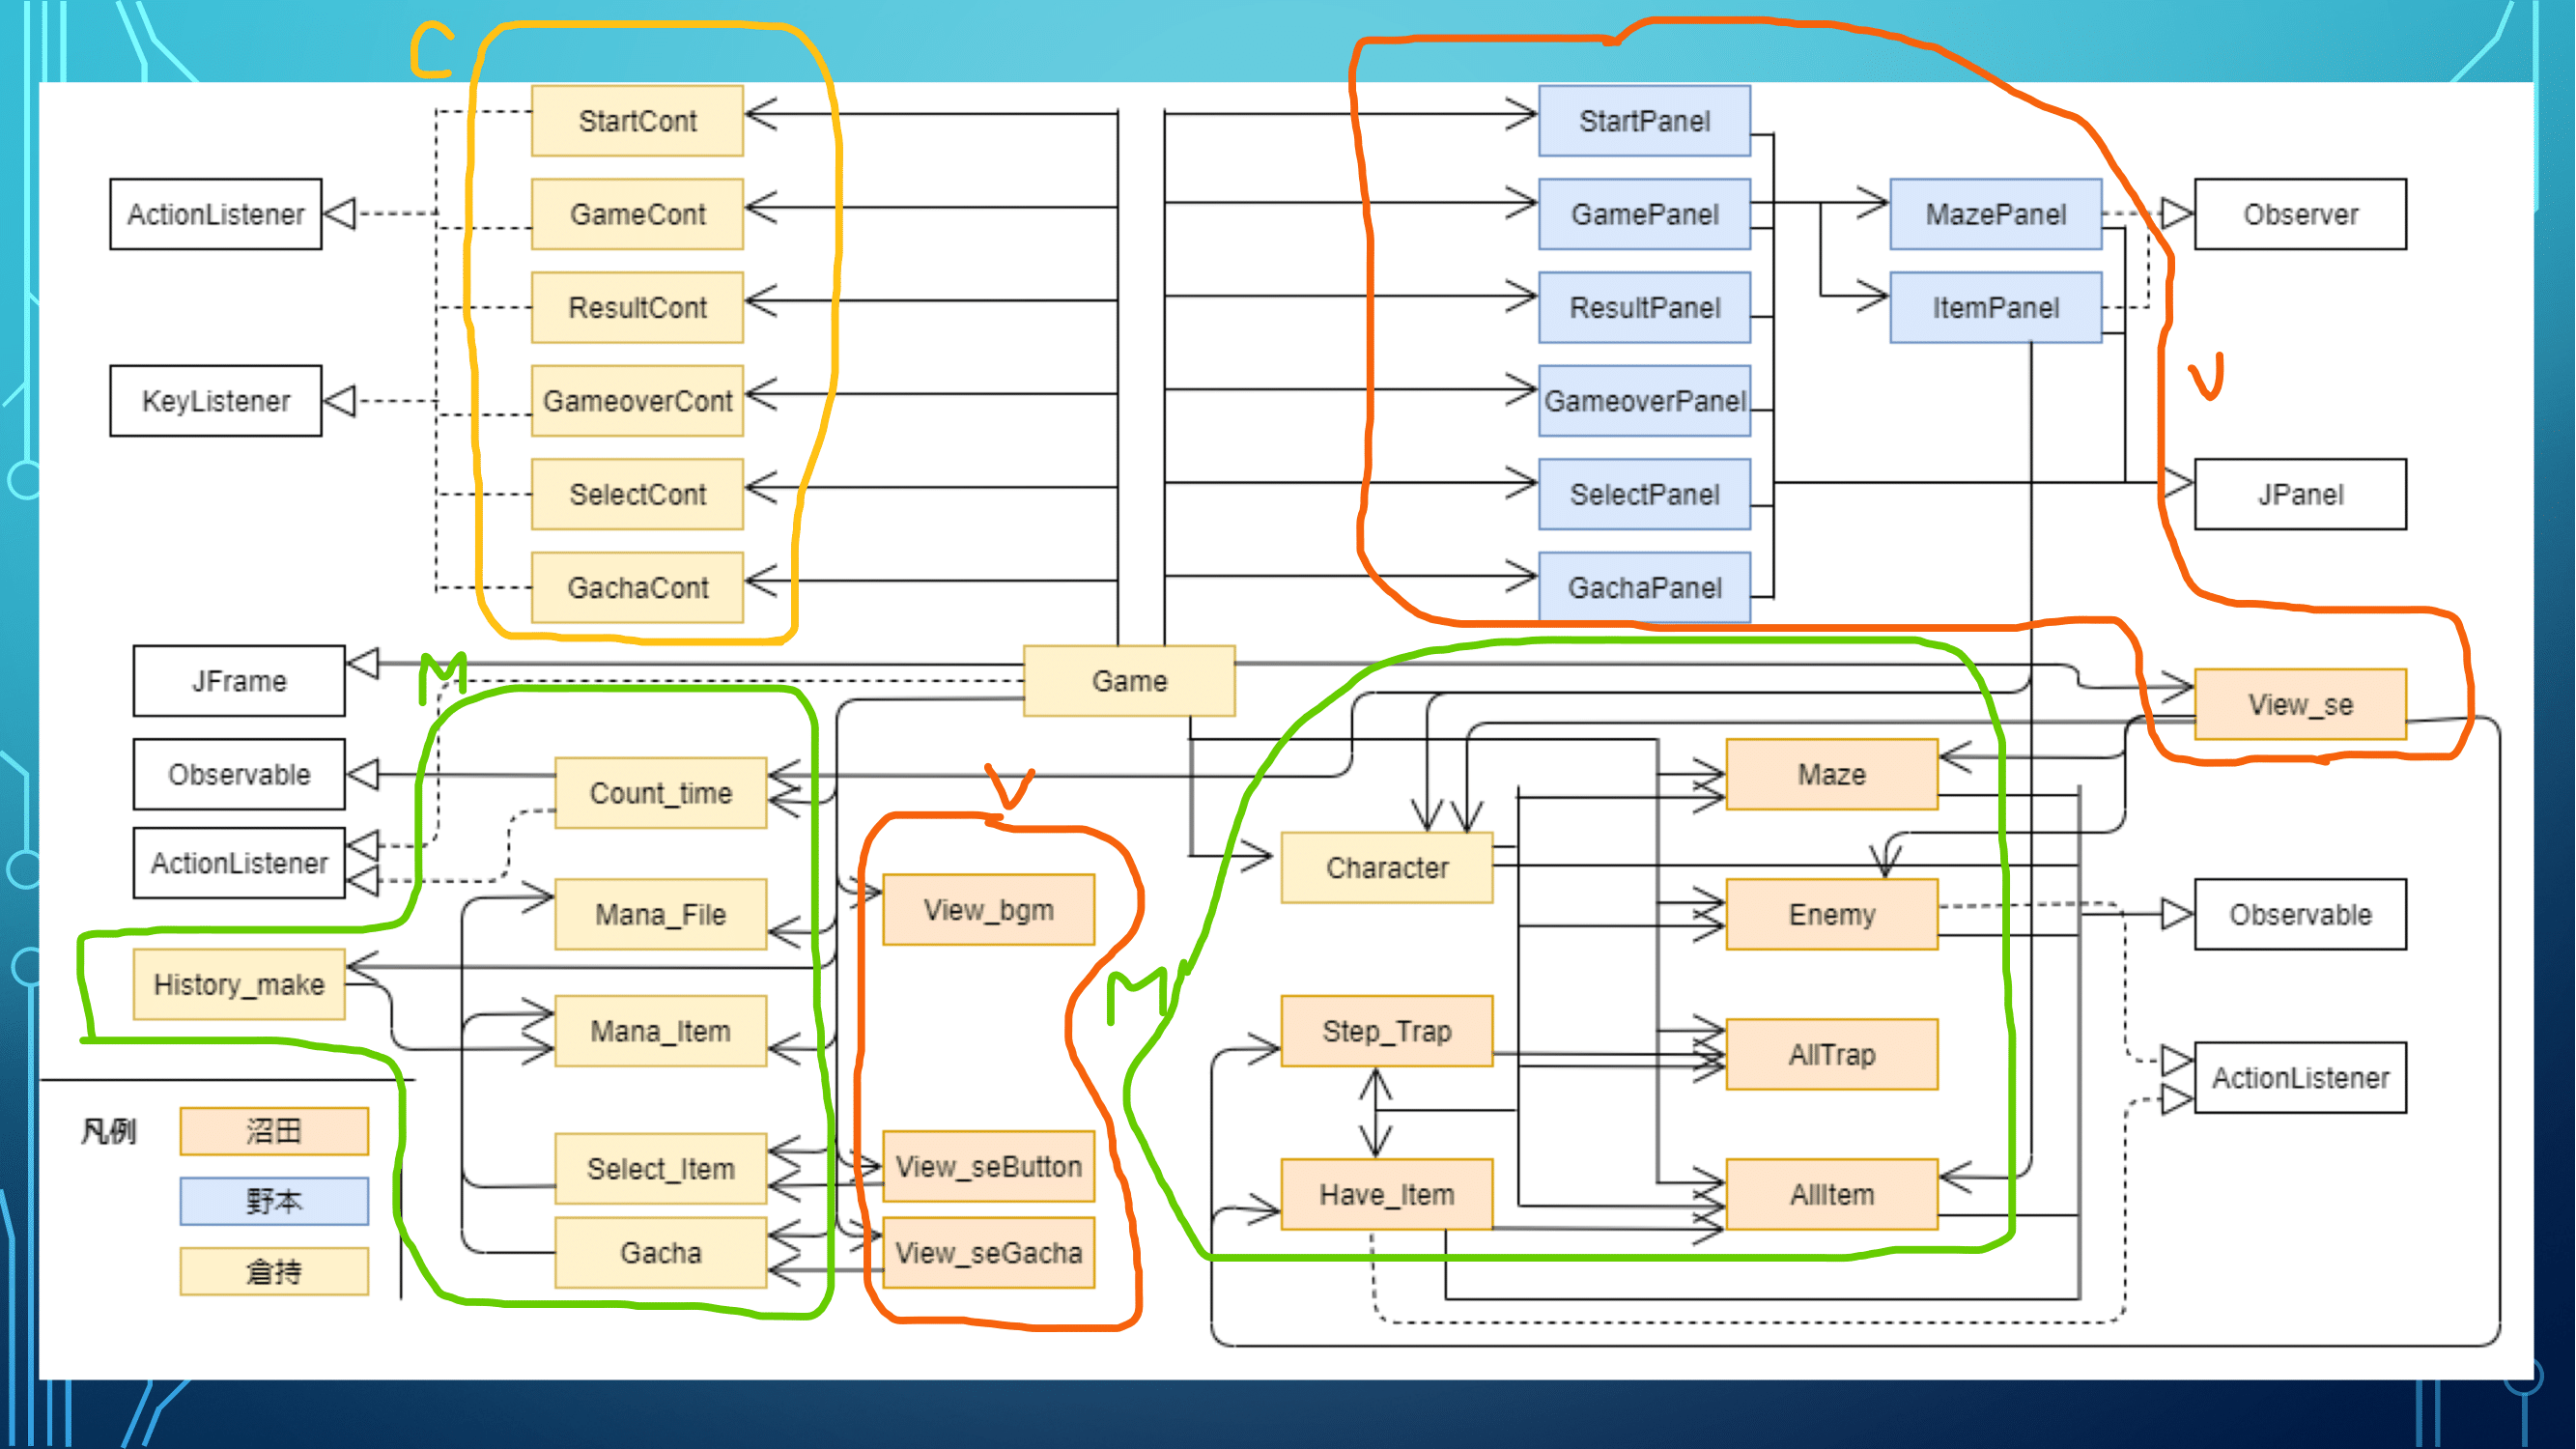 C
StartCont
StartPanel
ActionListener
GameCont
GamePanel
MazePanel
Observer
ResultCont
ResultPanel
ItemPanel
V
KeyListener
GameoverCont
GameoverPanel
SelectCont
SelectPanel
JPanel
GachaCont
GachaPanel
M
JFrame
Game
View_se
Observable
Count_time
V
Maze
ActionListener
Character
Mana_File
View_bgm
Enemy
Observable
History_make
M
Mana_Item
Step_Trap
AllTrap
ActionListener
凡例
沼田
Select_Item
View_seButton
Have_Item
AllItem
野本
Gacha
View_seGacha
倉持